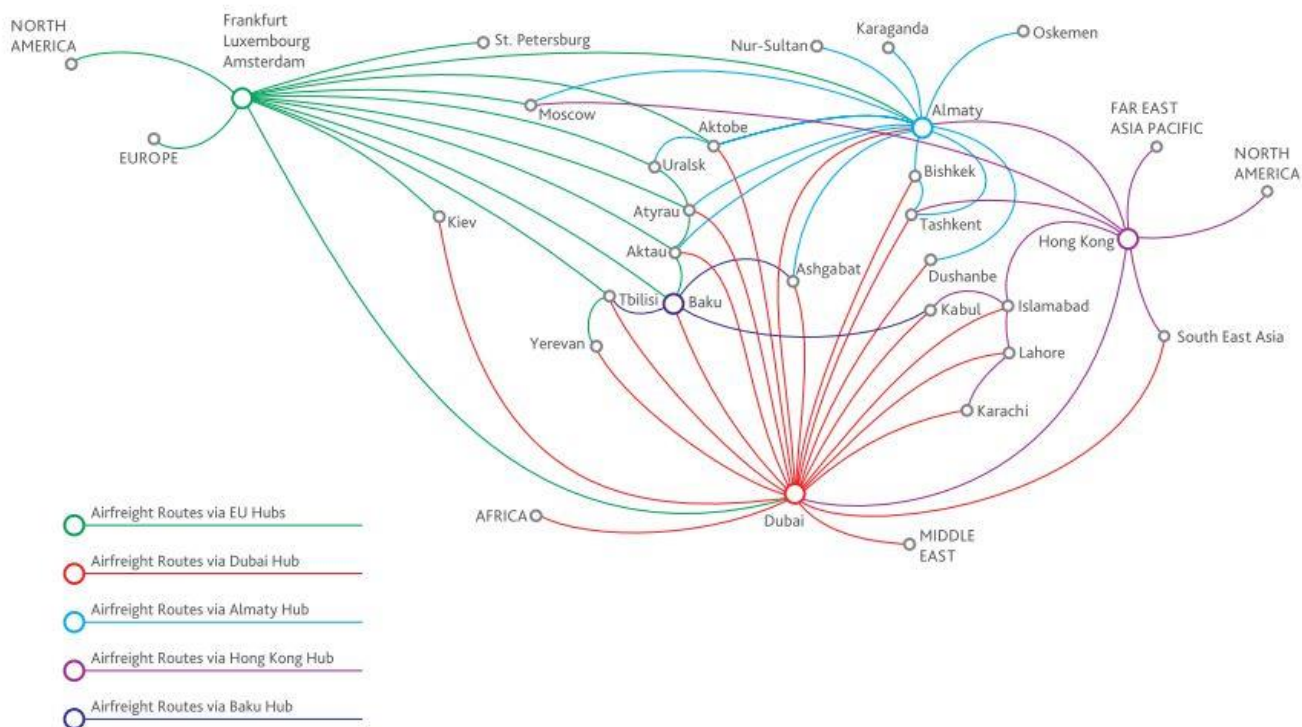 NORTH
AMERICA
Frankfurt
Luxembourg
Amsterdam
St. Petersburg
Nur-Sultan
Karaganda
Oskemen
Moscow
Aktobe
Almaty
FAR EAST
ASIA PACIFIC
EUROPE
Uralsk
Bishkek
NORTH
AMERICA
Kiev
Atyrau
Tashkent
Aktau
Hong Kong
Ashgabat
Dushanbe
Tbilisi
Baku
Kabul
Islamabad
Yerevan
Lahore
South East Asia
Karachi
AFRICA
Dubai
MIDDLE
EAST
Airfreight Routes via EU Hubs
Airfreight Routes via Dubai Hub
Airfreight Routes via Almaty Hub
Airfreight Routes via Hong Kong Hub
Airfreight Routes via Baku Hub